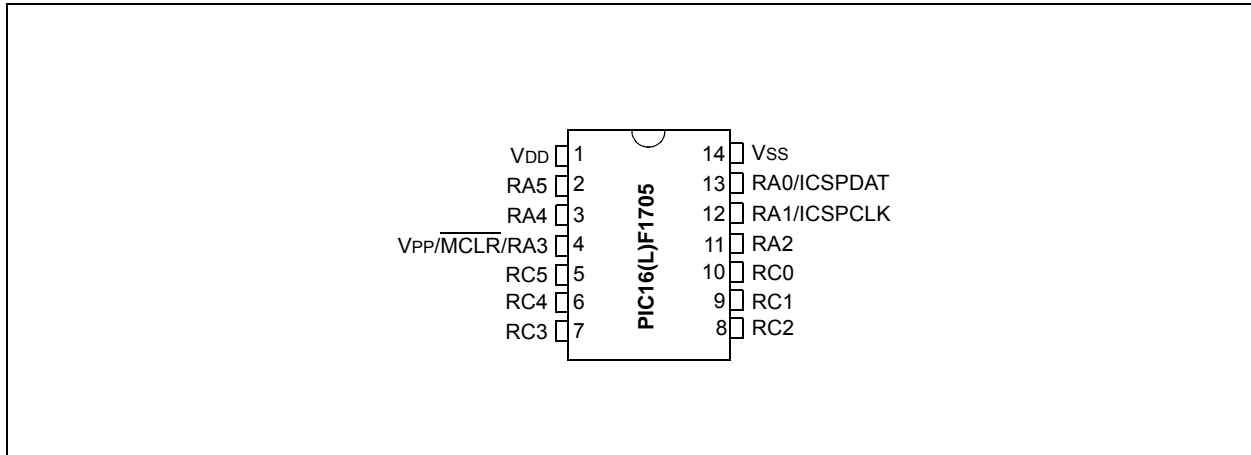 VDD 1 14 VSS
RA5 2 13 RA0/ICSPDAT
RA4 3 12 RA1/ICSPCLK
VPP/MCLR/RA3 4 11 RA2
RC5 5 10 RC0
RC4 6 9 RC1
RC3 7 8 RC2
PIC16(L)F1705